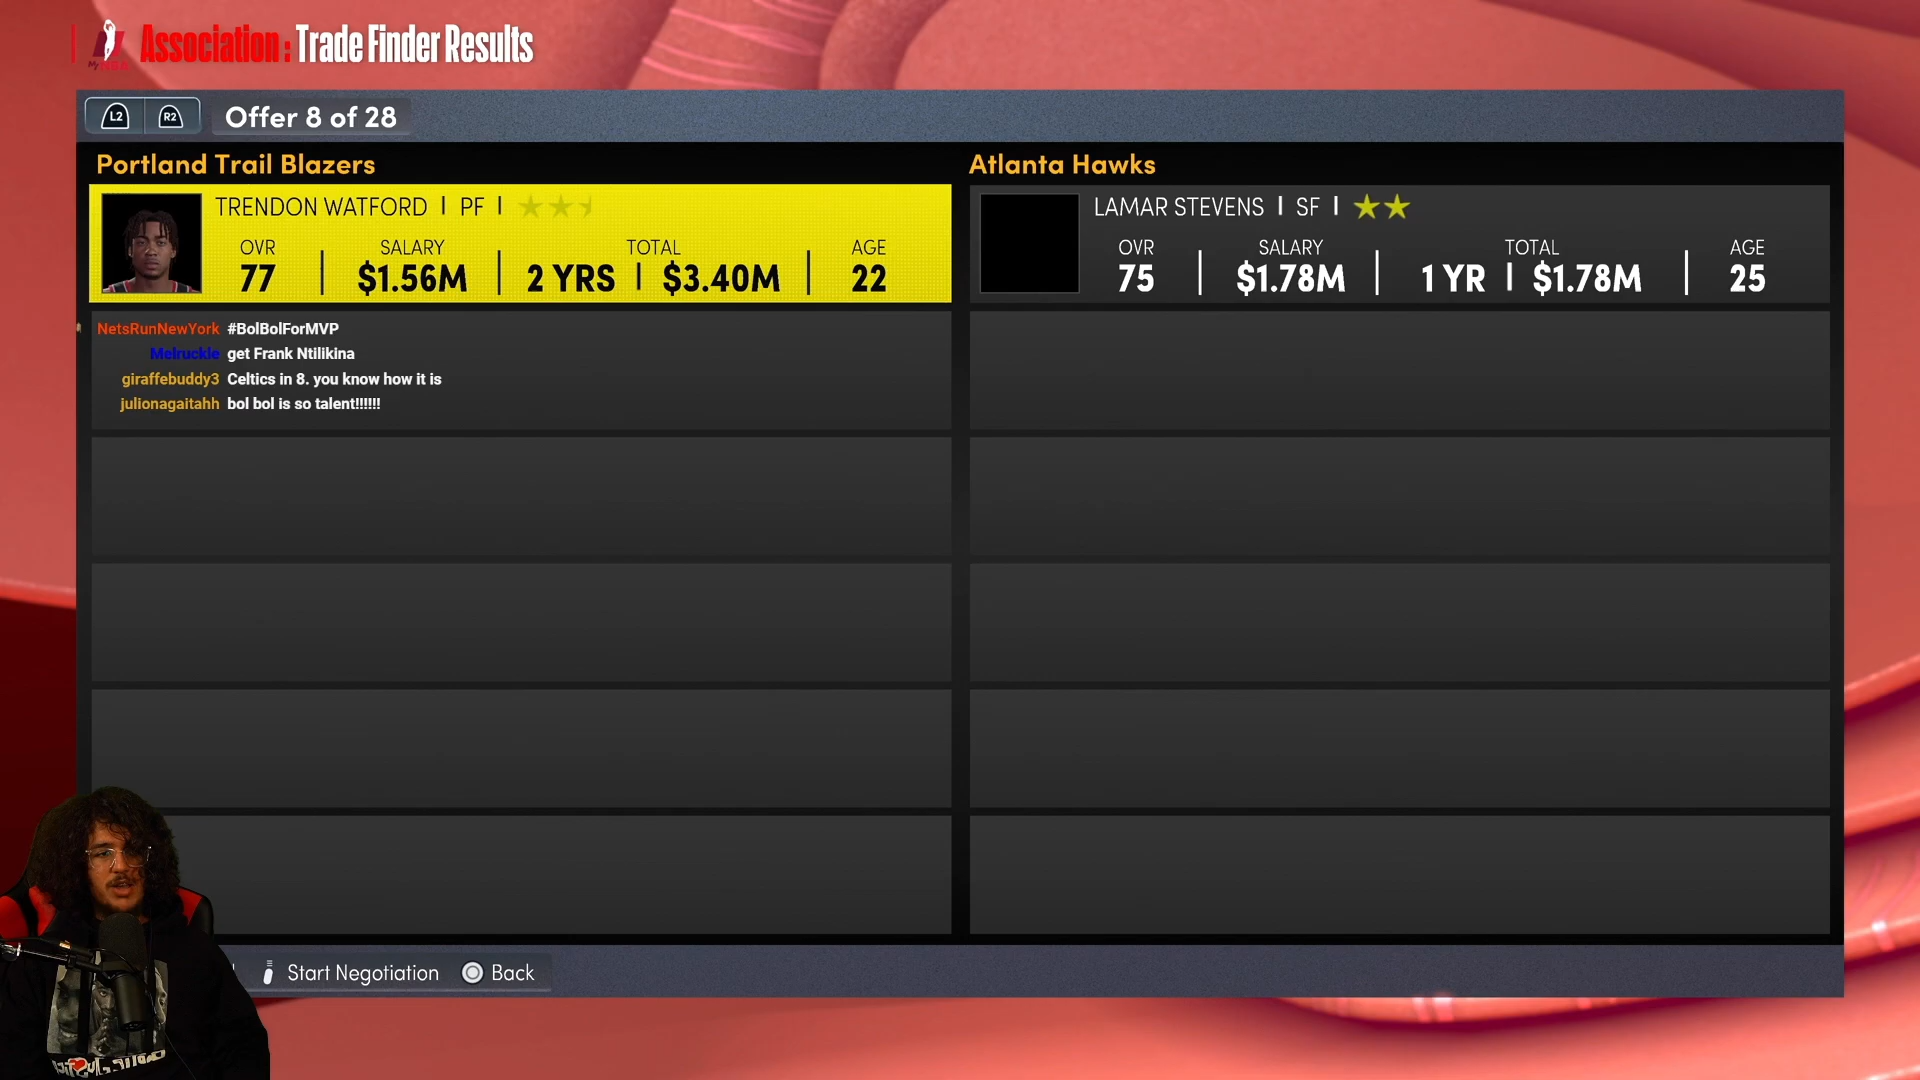 Association : Trade Finder Results
L2 R2 Offer 8 of 28
Portland Trail Blazers
TRENDON WATFORD | PF |
OVR SALARY TOTAL AGE
77 | $1.56M | 2 YRS | $3.40M | 22
Atlanta Hawks
LAMAR STEVENS | SF |
OVR SALARY TOTAL AGE
75 | $1.78M | 1 YR | $1.78M | 25
NetsRunNewYork #BolBolForMVP
Melruckie get Frank Ntilikina
giraffebuddy3 Celtics in 8. you know how it is
julionagaitahh bol bol is so talent!!!!!!
Start Negotiation Back